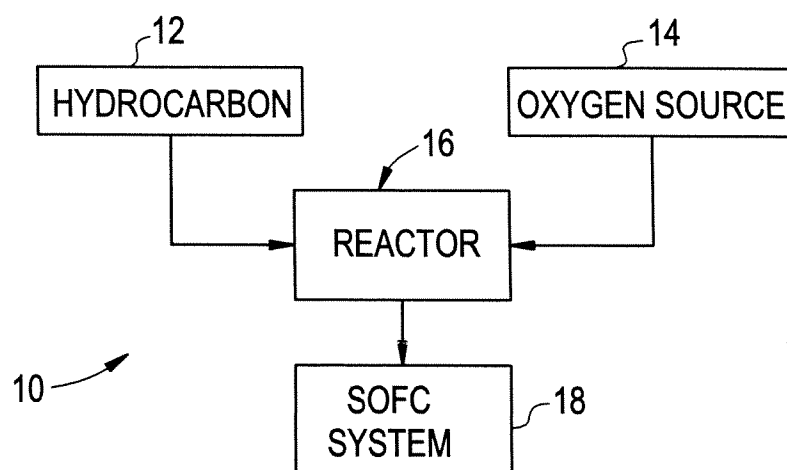 12
14
HYDROCARBON
OXYGEN SOURCE
16
REACTOR
10
SOFC
SYSTEM
18